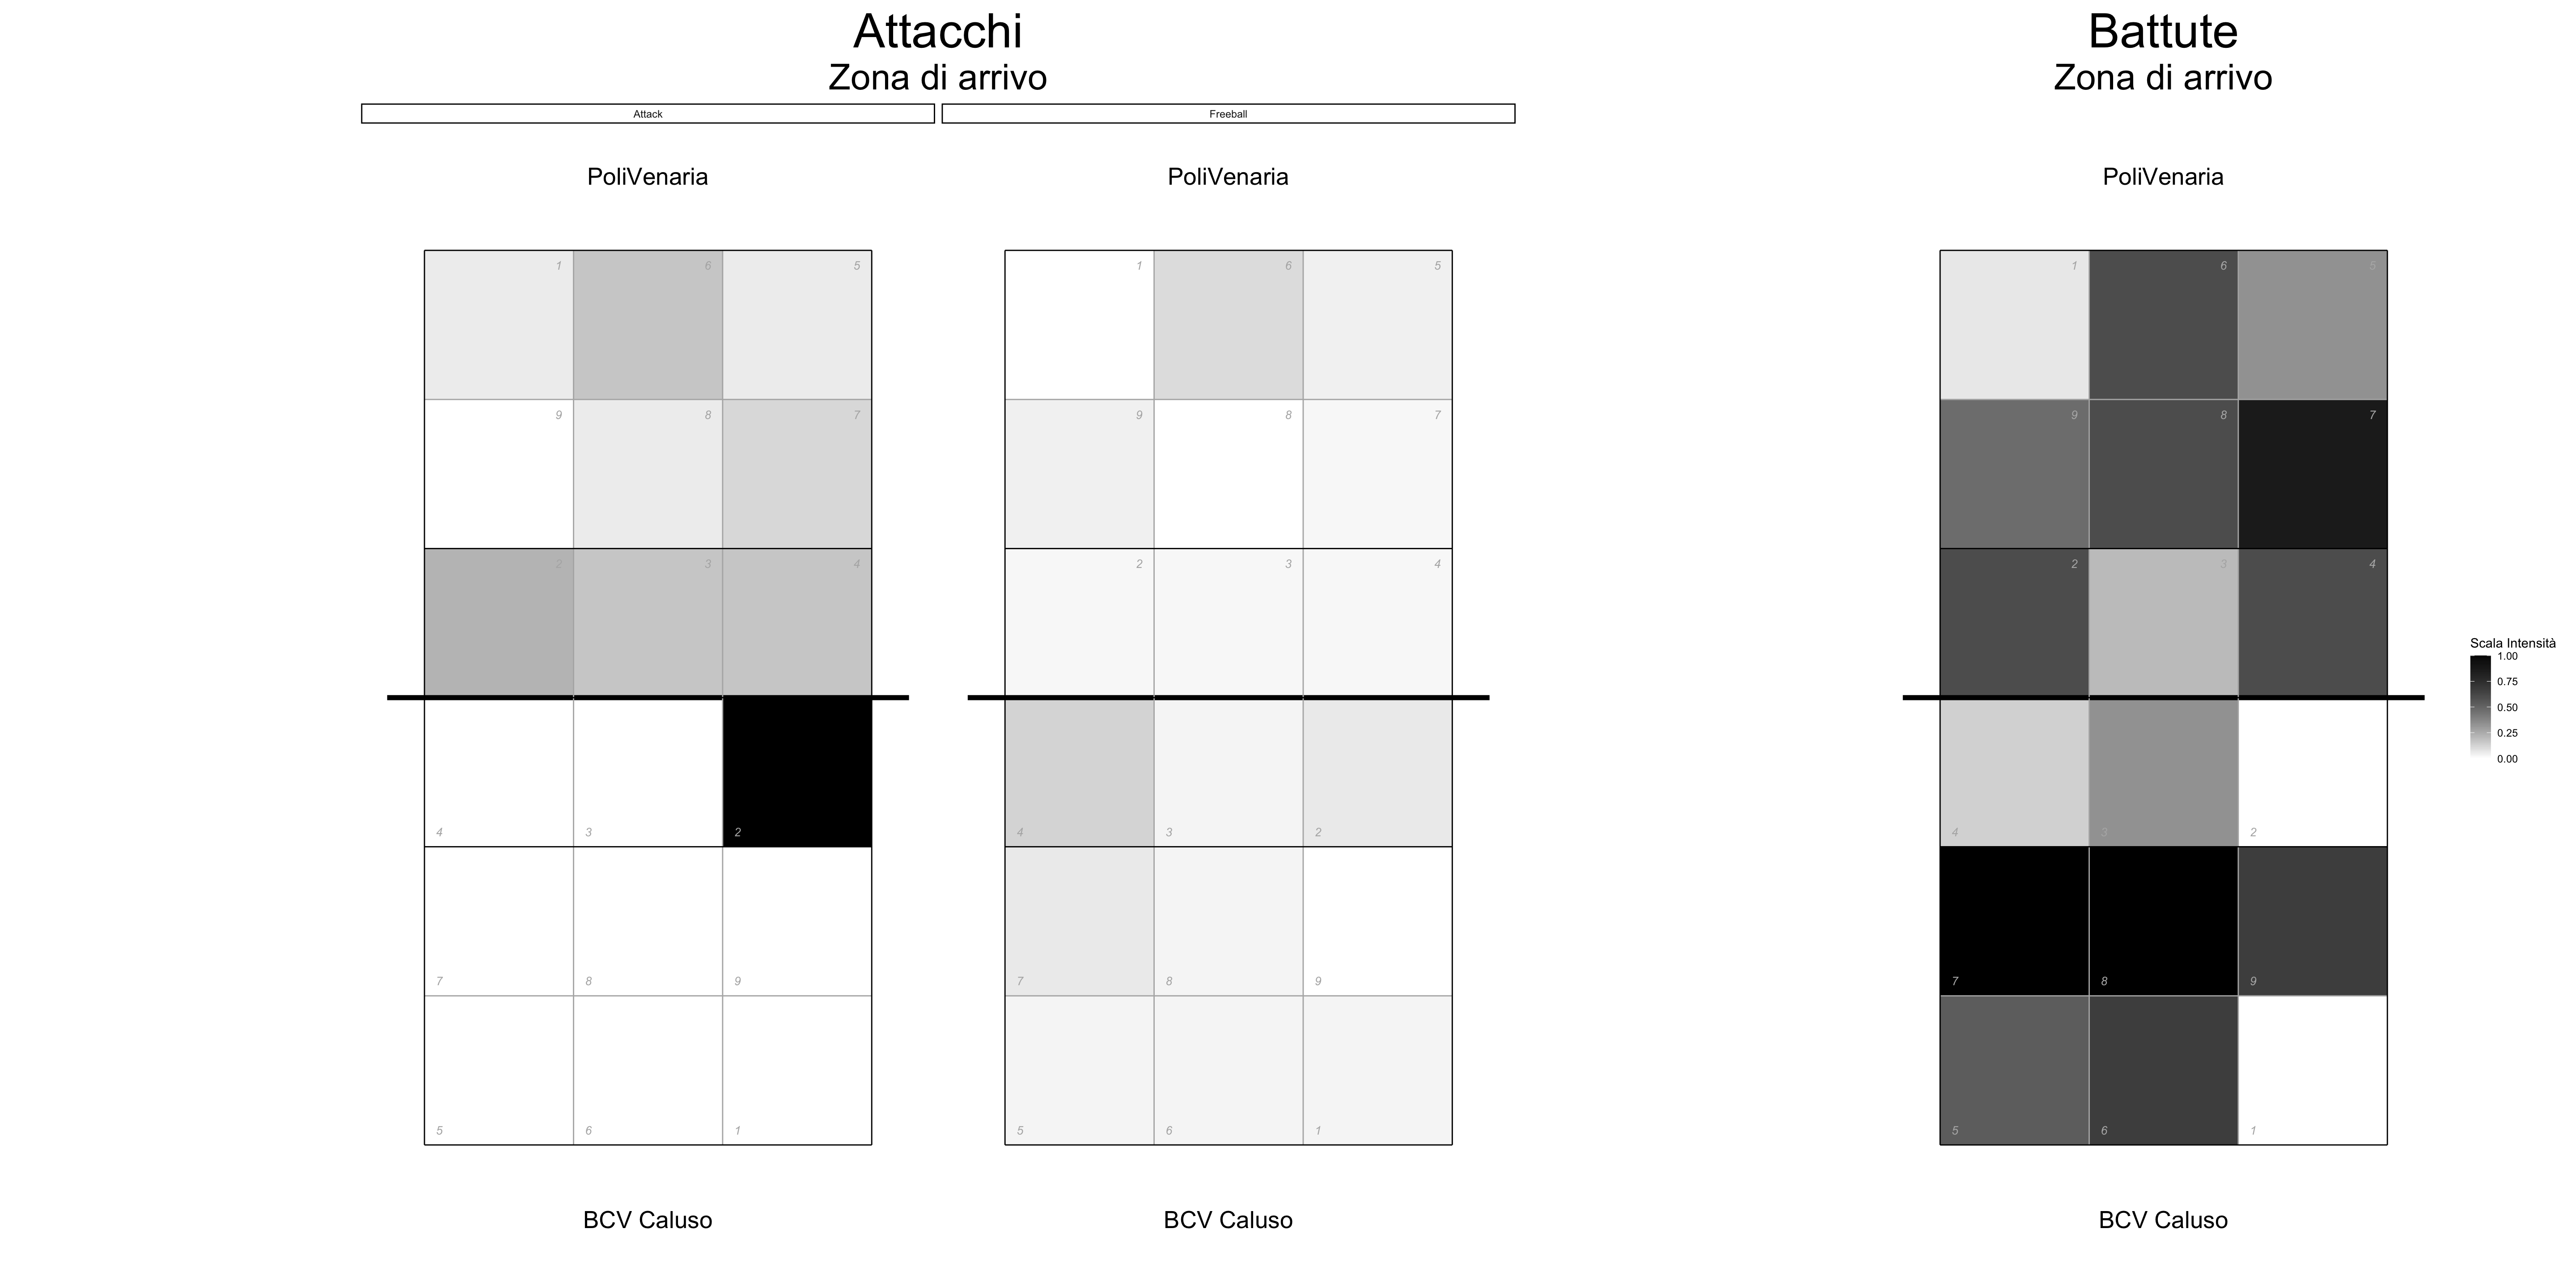 Attacchi
Zona di arrivo
Attack
Freeball
PoliVenaria
PoliVenaria
1 6 5
1 6 5
9 8 7
9 8 7
2 3 4
2 3 4
4 3 2
4 3 2
7 8 9
7 8 9
5 6 1
5 6 1
BCV Caluso
BCV Caluso
Battute
Zona di arrivo
PoliVenaria
1 6 5
9 8 7
2 3 4
4 3 2
7 8 9
5 6 1
BCV Caluso
Scala Intensità
1.00
0.75
0.50
0.25
0.00